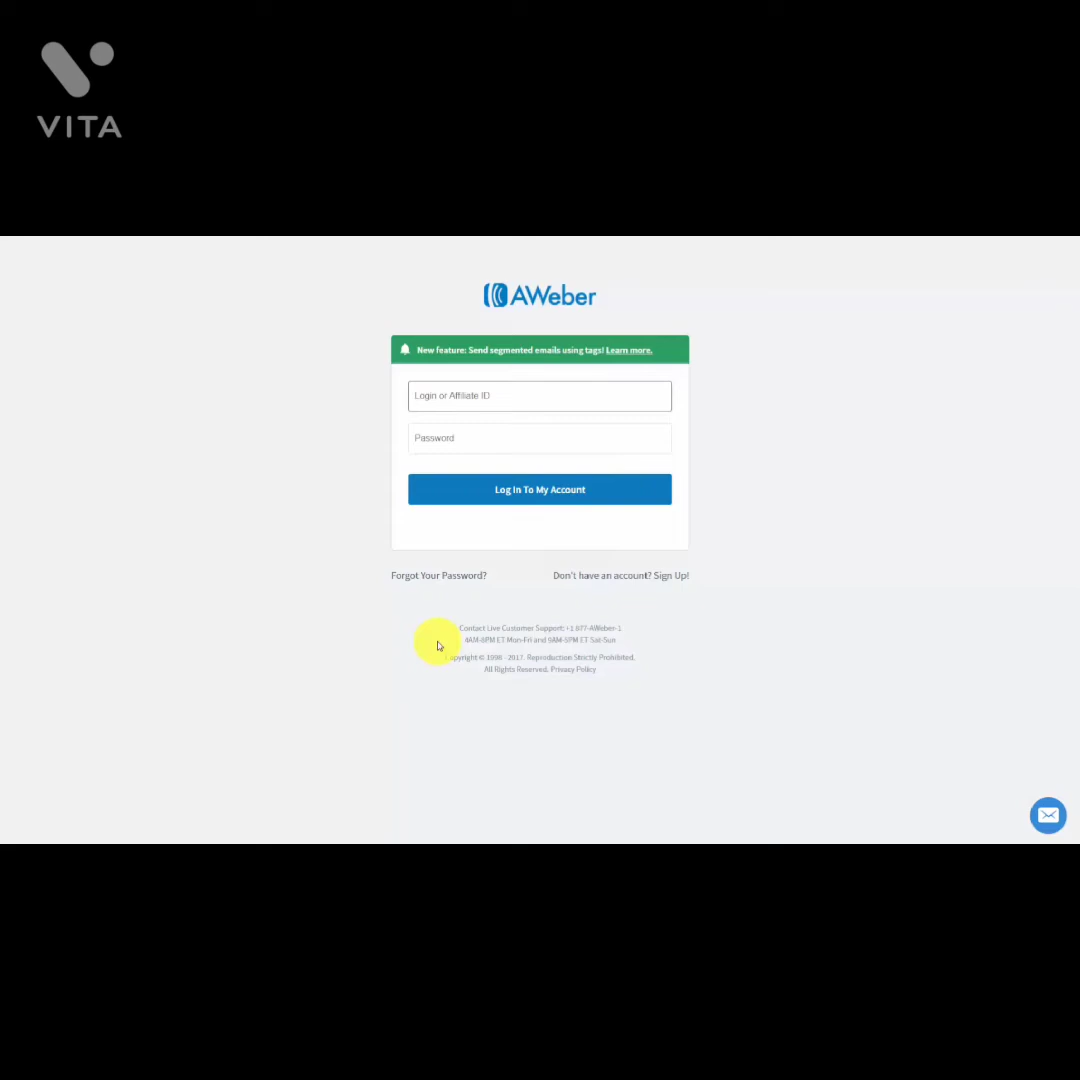 VITA
AWeber
New feature: Send segmented emails using tags! Learn more.
Login or Affiliate ID
Password
Log In To My Account
Forgot Your Password?
Don't have an account? Sign Up!
Contact Live Customer Support: +1 877-AWeber-1
8AM-8PM ET Mon-Fri and 9AM-5PM ET Sat-Sun
Copyright © 1998 - 2017. Reproduction Strictly Prohibited.
All Rights Reserved. Privacy Policy